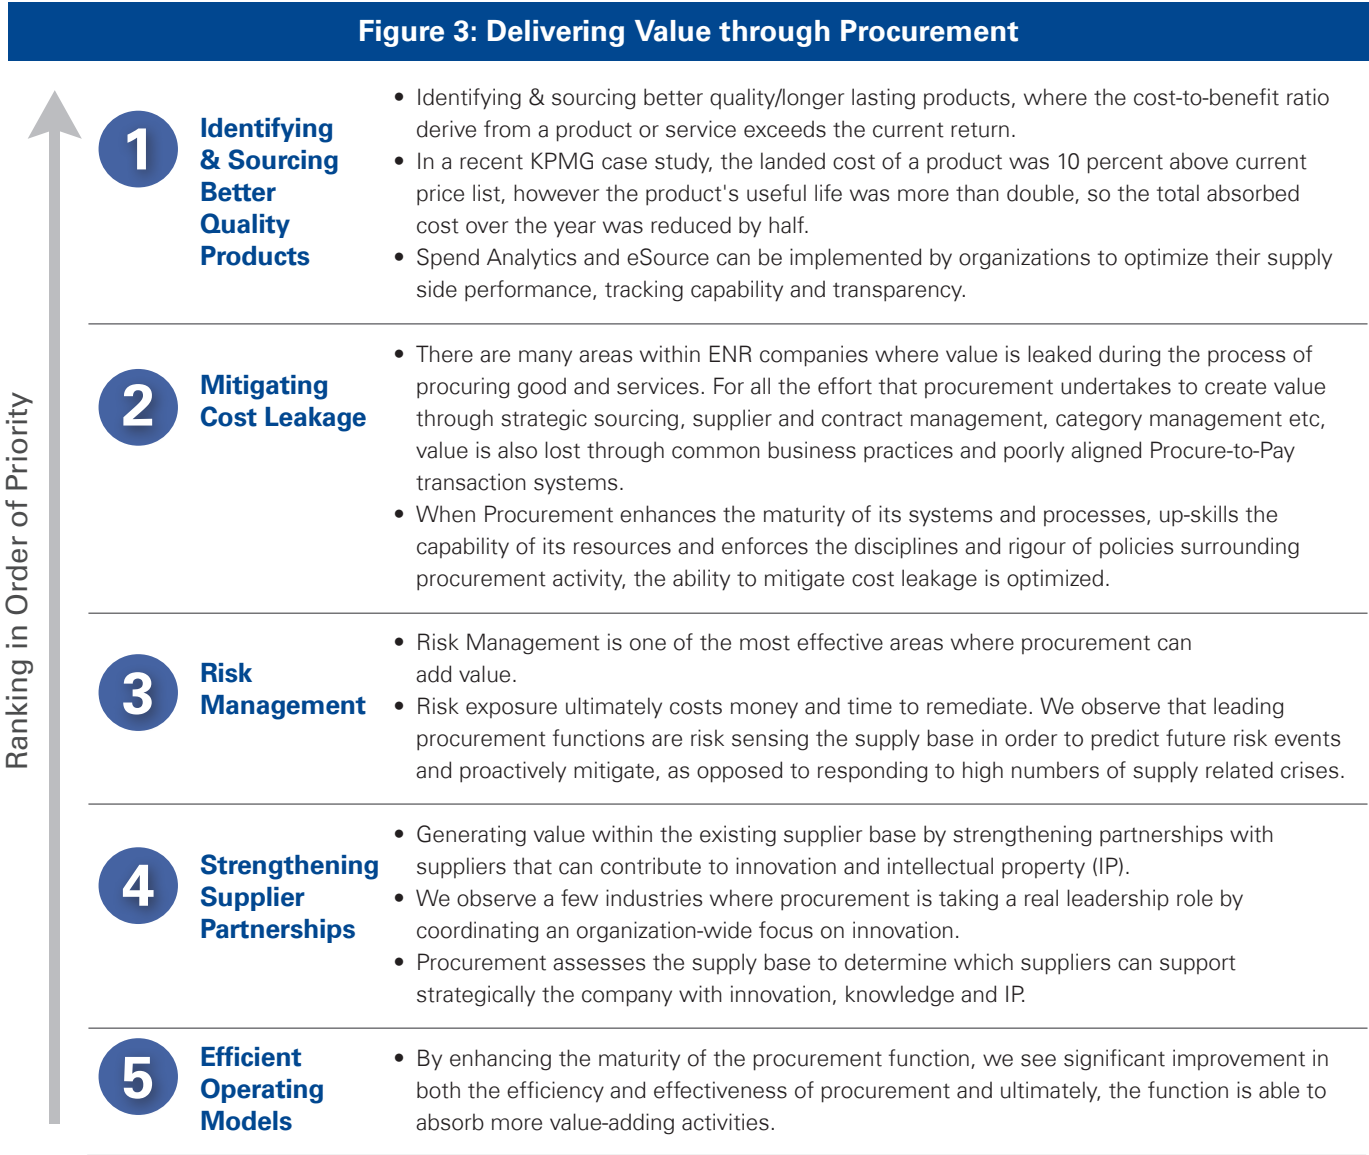 Figure 3: Delivering Value through Procurement
Ranking in Order of Priority
1
Identifying
& Sourcing
Better
Quality
Products
• Identifying & sourcing better quality/longer lasting products, where the cost-to-benefit ratio
derive from a product or service exceeds the current return.
• In a recent KPMG case study, the landed cost of a product was 10 percent above current
price list, however the product's useful life was more than double, so the total absorbed
cost over the year was reduced by half.
• Spend Analytics and eSource can be implemented by organizations to optimize their supply
side performance, tracking capability and transparency.
2
Mitigating
Cost Leakage
• There are many areas within ENR companies where value is leaked during the process of
procuring good and services. For all the effort that procurement undertakes to create value
through strategic sourcing, supplier and contract management, category management etc,
value is also lost through common business practices and poorly aligned Procure-to-Pay
transaction systems.
• When Procurement enhances the maturity of its systems and processes, up-skills the
capability of its resources and enforces the disciplines and rigour of policies surrounding
procurement activity, the ability to mitigate cost leakage is optimized.
3
Risk
Management
• Risk Management is one of the most effective areas where procurement can
add value.
• Risk exposure ultimately costs money and time to remediate. We observe that leading
procurement functions are risk sensing the supply base in order to predict future risk events
and proactively mitigate, as opposed to responding to high numbers of supply related crises.
4
Strengthening
Supplier
Partnerships
• Generating value within the existing supplier base by strengthening partnerships with
suppliers that can contribute to innovation and intellectual property (IP).
• We observe a few industries where procurement is taking a real leadership role by
coordinating an organization-wide focus on innovation.
• Procurement assesses the supply base to determine which suppliers can support
strategically the company with innovation, knowledge and IP.
5
Efficient
Operating
Models
• By enhancing the maturity of the procurement function, we see significant improvement in
both the efficiency and effectiveness of procurement and ultimately, the function is able to
absorb more value-adding activities.